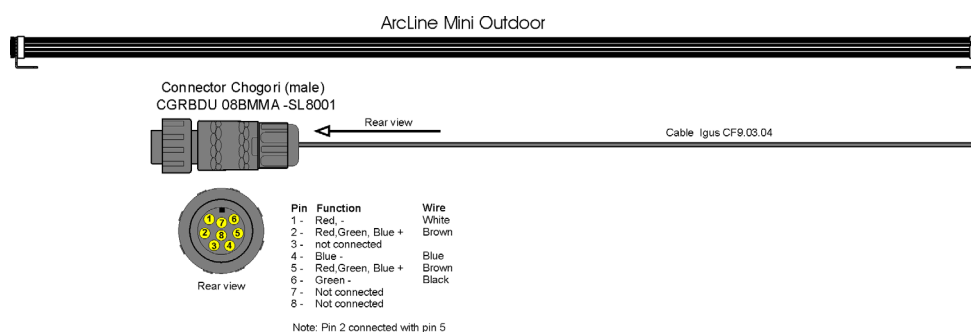 ArcLine Mini Outdoor
Connector Chogori (male)
CGRBDU 08BMMA -SL8001
Rear view
Cable Igus CF9.03.04
1 7 6
2 8 5
3 4
Rear view
Pin Function Wire
1 - Red, - White
2 - Red,Green, Blue + Brown
3 - not connected
4 - Blue - Blue
5 - Red,Green, Blue + Brown
6 - Green - Black
7 - Not connected
8 - Not connected
Note: Pin 2 connected with pin 5